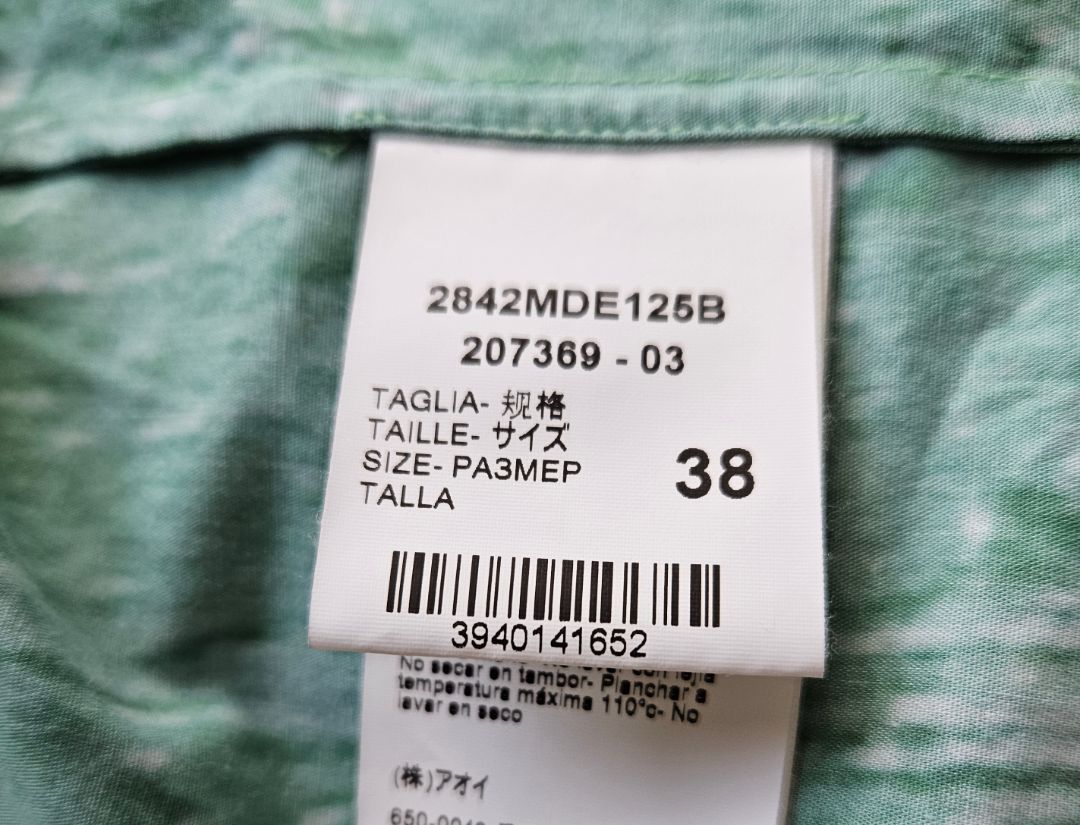 2842MDE125B
207369 - 03
TAGLIA- 规格
TAILLE- サイズ
SIZE- РАЗМЕР
TALLA
38
3940141652
No secar en tambor- Planchar a
temperatura máxima 110°c- No
lavar en seco
(株)アオイ